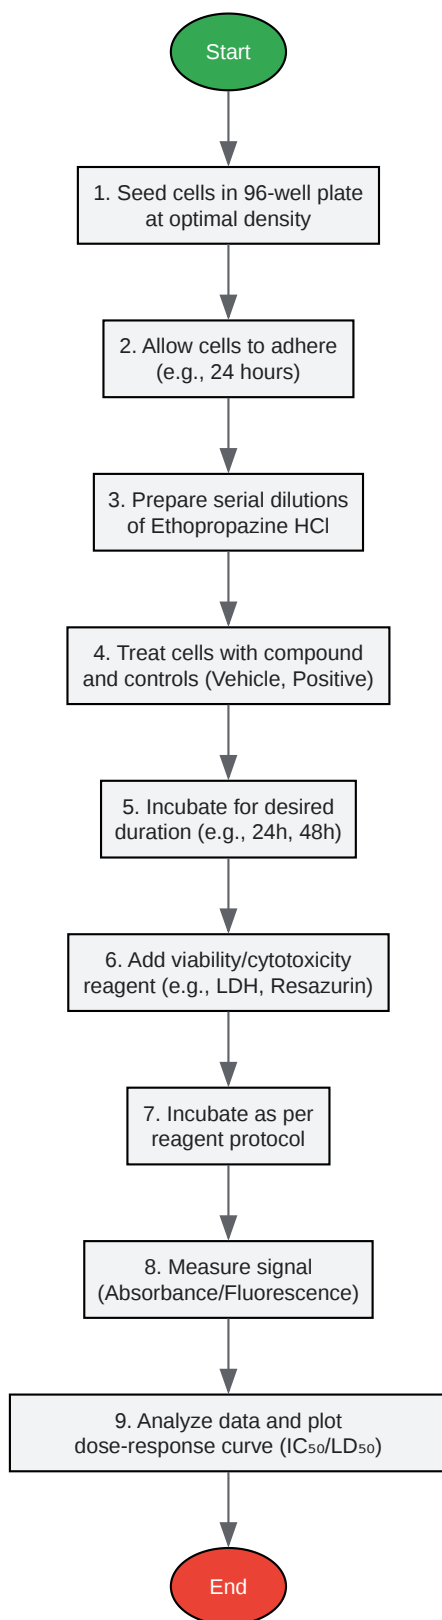 Start
1. Seed cells in 96-well plate
at optimal density
2. Allow cells to adhere
(e.g., 24 hours)
3. Prepare serial dilutions
of Ethopropazine HCl
4. Treat cells with compound
and controls (Vehicle, Positive)
5. Incubate for desired
duration (e.g., 24h, 48h)
6. Add viability/cytotoxicity
reagent (e.g., LDH, Resazurin)
7. Incubate as per
reagent protocol
8. Measure signal
(Absorbance/Fluorescence)
9. Analyze data and plot
dose-response curve (IC₅₀/LD₅₀)
End